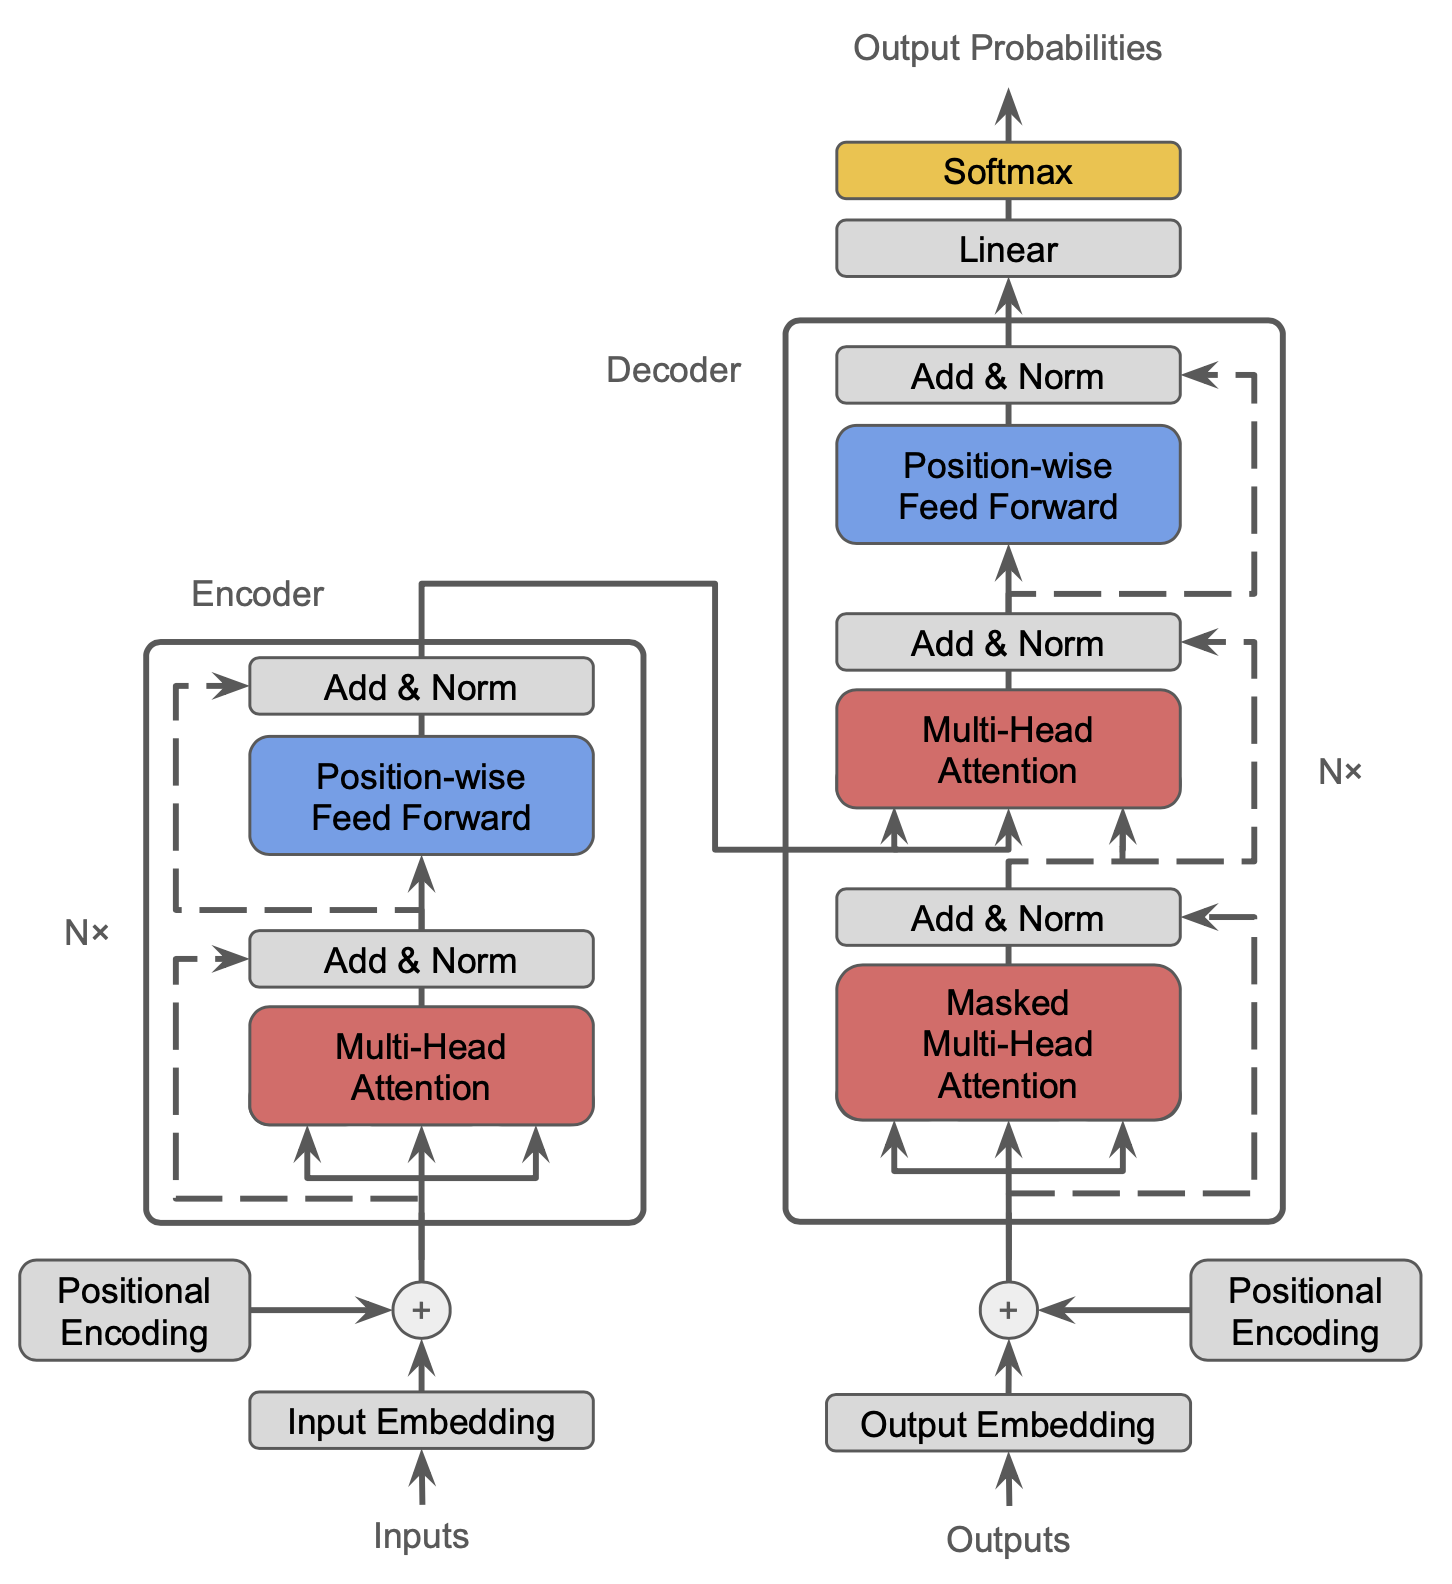 Output Probabilities
Softmax
Linear
Decoder
Add & Norm
Position-wise
Feed Forward
Add & Norm
Multi-Head
Attention
N×
Add & Norm
Masked
Multi-Head
Attention
Positional
Encoding
+
Output Embedding
Outputs
Encoder
Add & Norm
Position-wise
Feed Forward
N×
Add & Norm
Multi-Head
Attention
Positional
Encoding
+
Input Embedding
Inputs